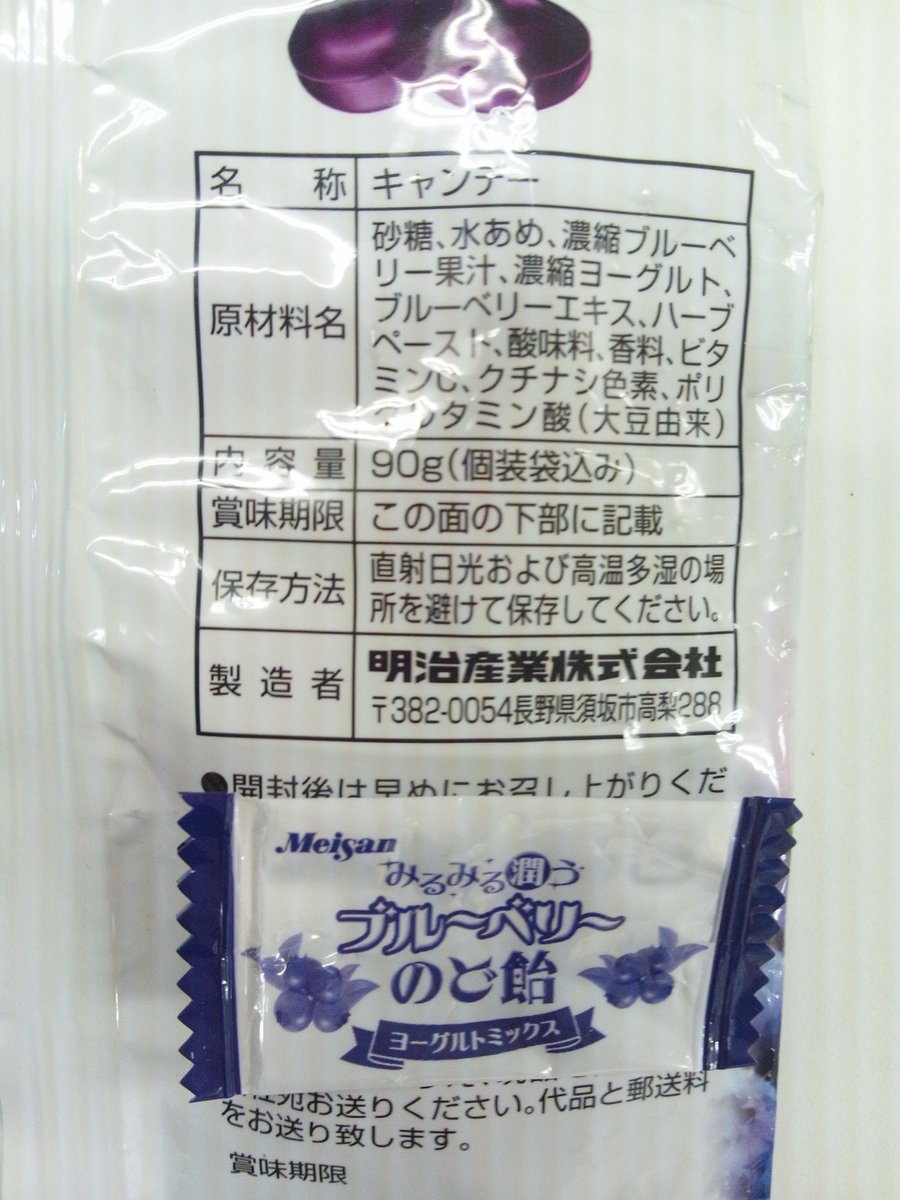 名称 キャンデー
原材料名
砂糖、水あめ、濃縮ブルーベ
リー果汁、濃縮ヨーグルト、
ブルーベリーエキス、ハーブ
ペースト、酸味料、香料、ビタ
ミンC、クチナシ色素、ポリ
グルタミン酸(大豆由来)
内容量 90g(個装袋込み)
賞味期限 この面の下部に記載
保存方法
直射日光および高温多湿の場
所を避けて保存してください。
製造者
明治産業株式会社
〒382-0054長野県須坂市高梨288
●開封後は早めにお召し上がりくだ
Meisan
みるみる潤う
ブルーベリー
のど飴
ヨーグルトミックス
お送りください。代品と郵送料
をお送り致します。
賞味期限